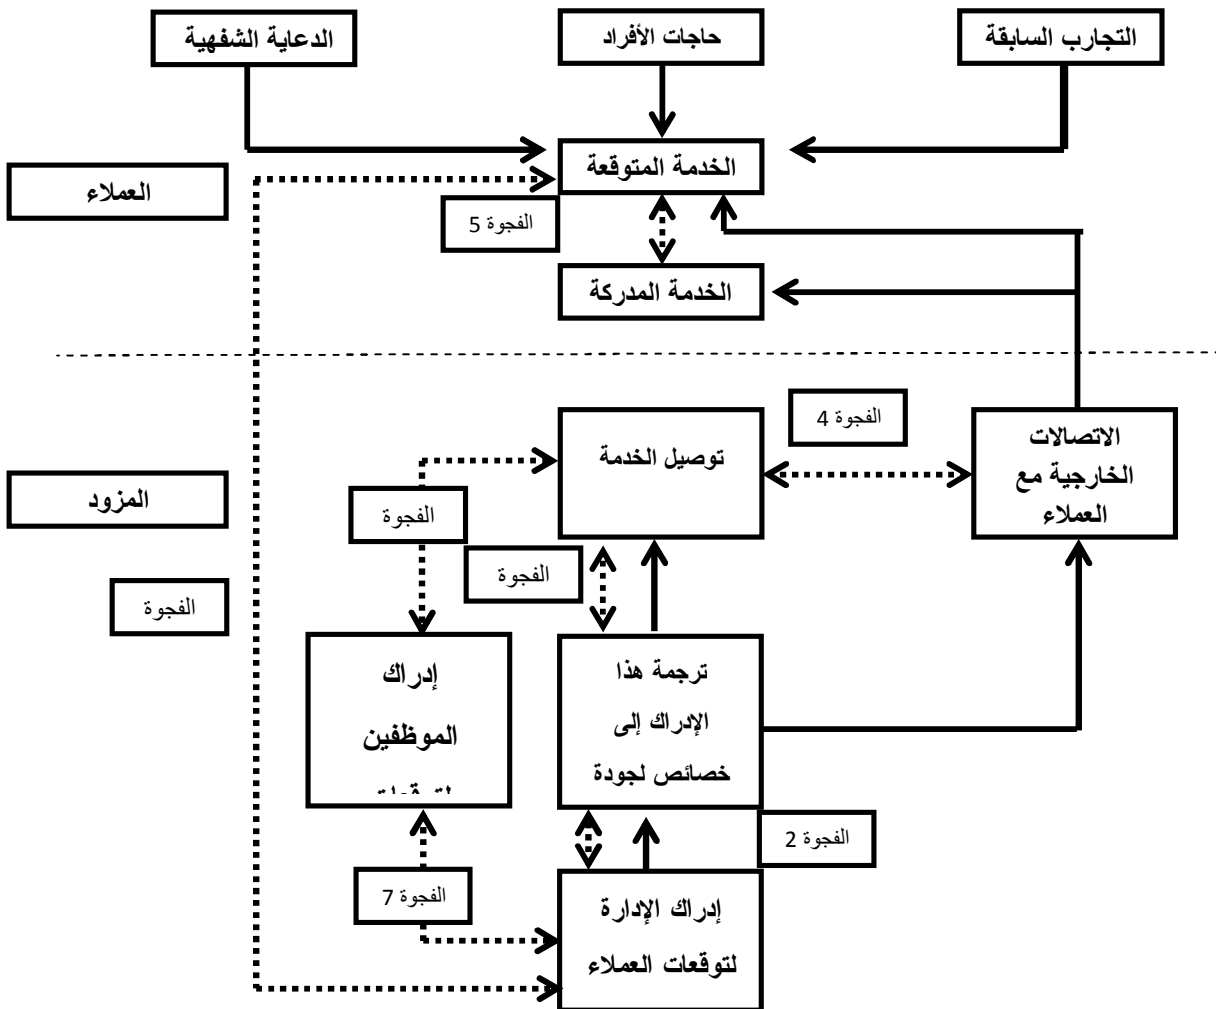 الدعاية الشفهية
حاجات الأفراد
التجارب السابقة
الخدمة المتوقعة
العملاء
الفجوة 5
الخدمة المدركة
الفجوة 4
الاتصالات
الخارجية مع
العملاء
توصيل الخدمة
المزود
الفجوة
الفجوة
الفجوة
إدراك
الموظفين
ترجمة هذا
الإدراك إلى
خصائص لجودة
الفجوة 2
الفجوة 7
إدراك الإدارة
لتوقعات العملاء